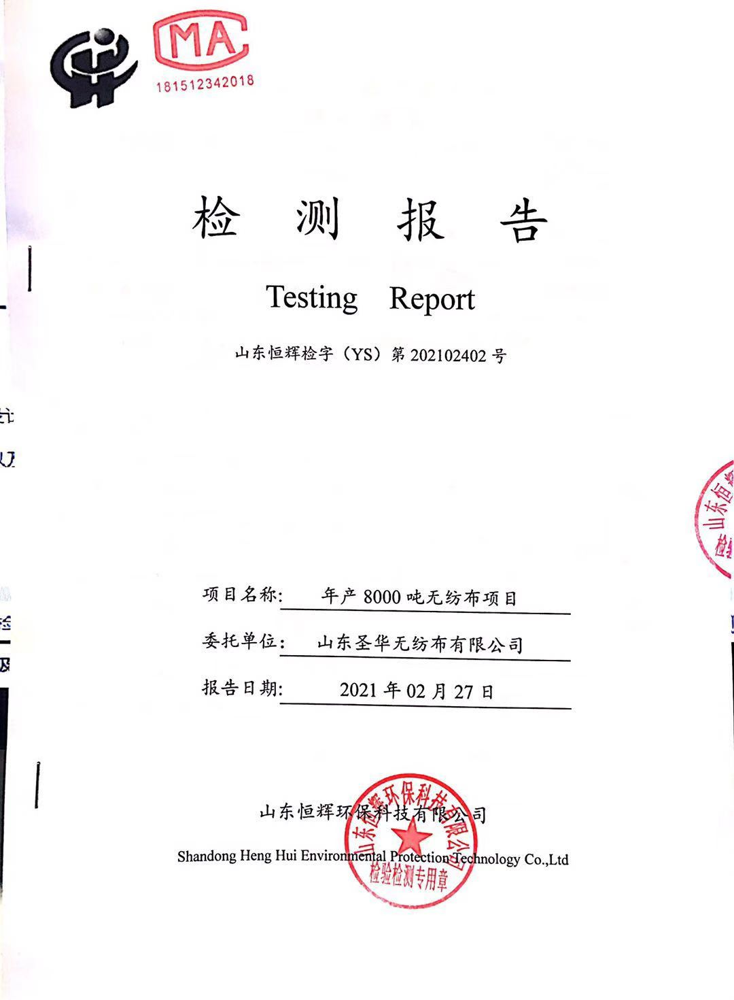 MA
181512342018
检 测 报 告
Testing Report
山东恒辉检字（YS）第 202102402 号
山东恒
检
项目名称: 年产 8000 吨无纺布项目
委托单位: 山东圣华无纺布有限公司
报告日期: 2021 年 02 月 27 日
山东恒辉环保科技有限公司
山东恒辉环保科技有限公司
Shandong Heng Hui Environmental Protection Technology Co.,Ltd
检验检测专用章